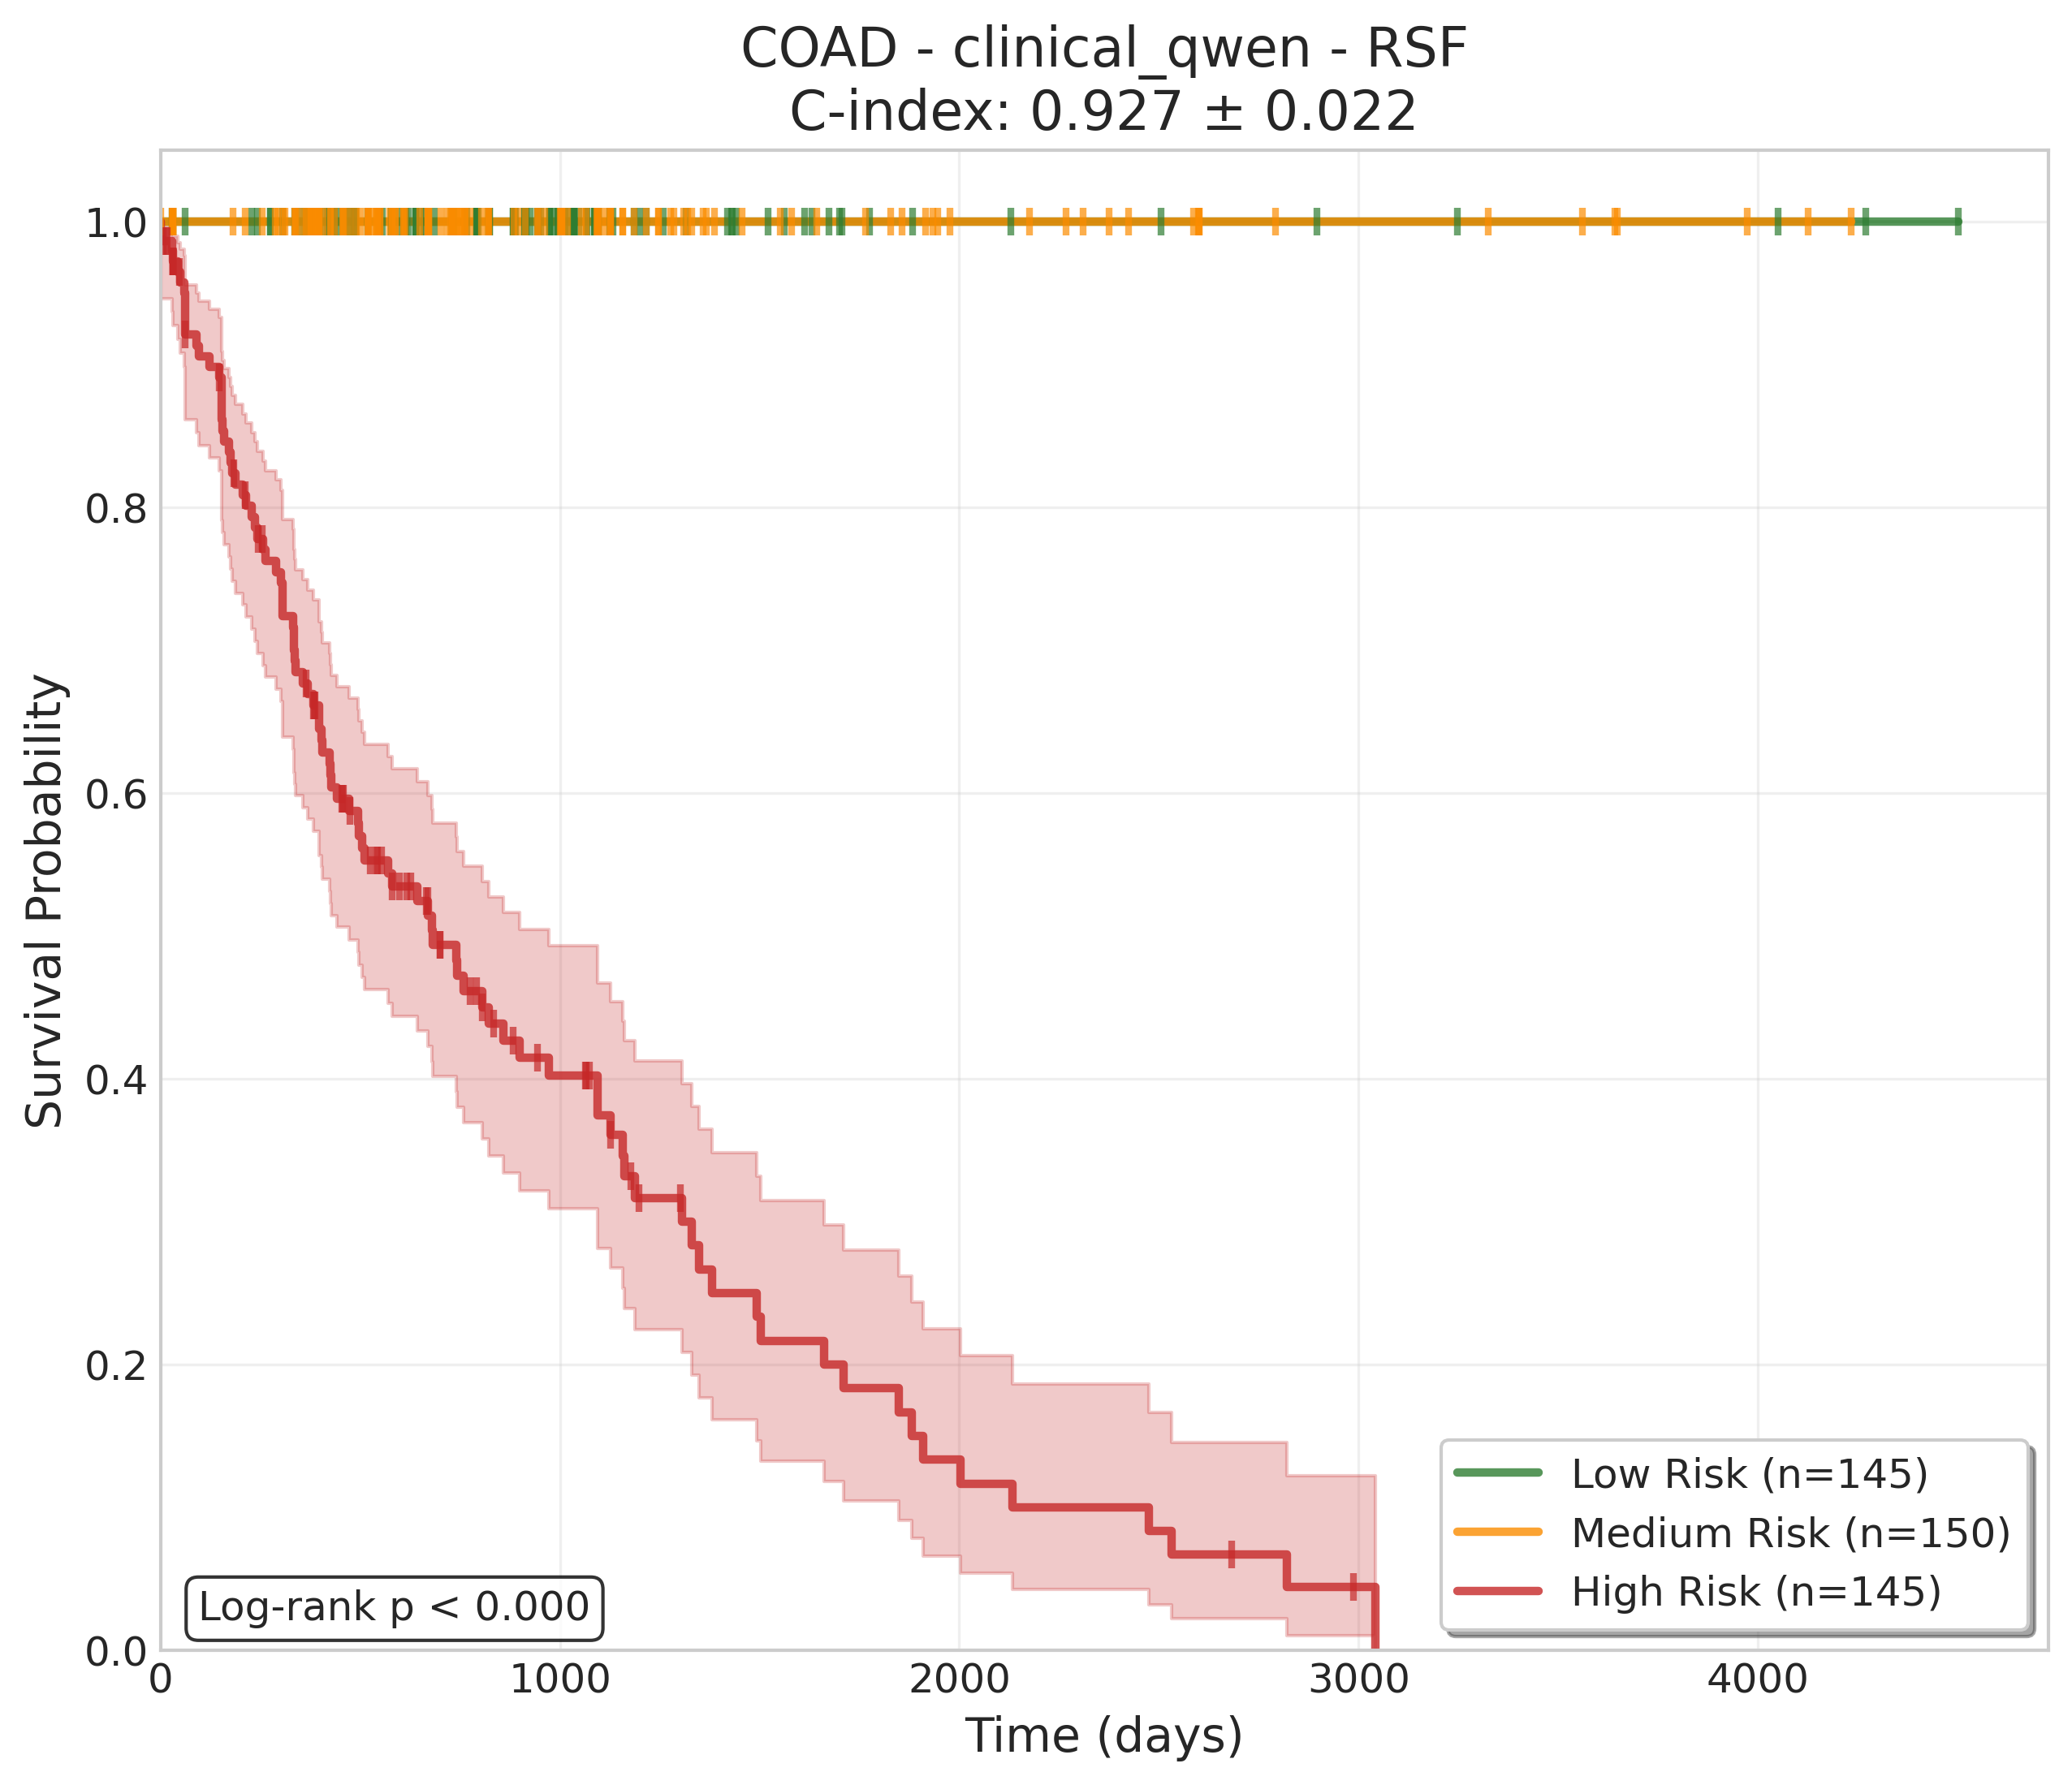 COAD - clinical_qwen - RSF
C-index: 0.927 ± 0.022
Survival Probability
1.0
0.8
0.6
0.4
0.2
0.0
Log-rank p < 0.000
Low Risk (n=145)
Medium Risk (n=150)
High Risk (n=145)
0 1000 2000 3000 4000
Time (days)